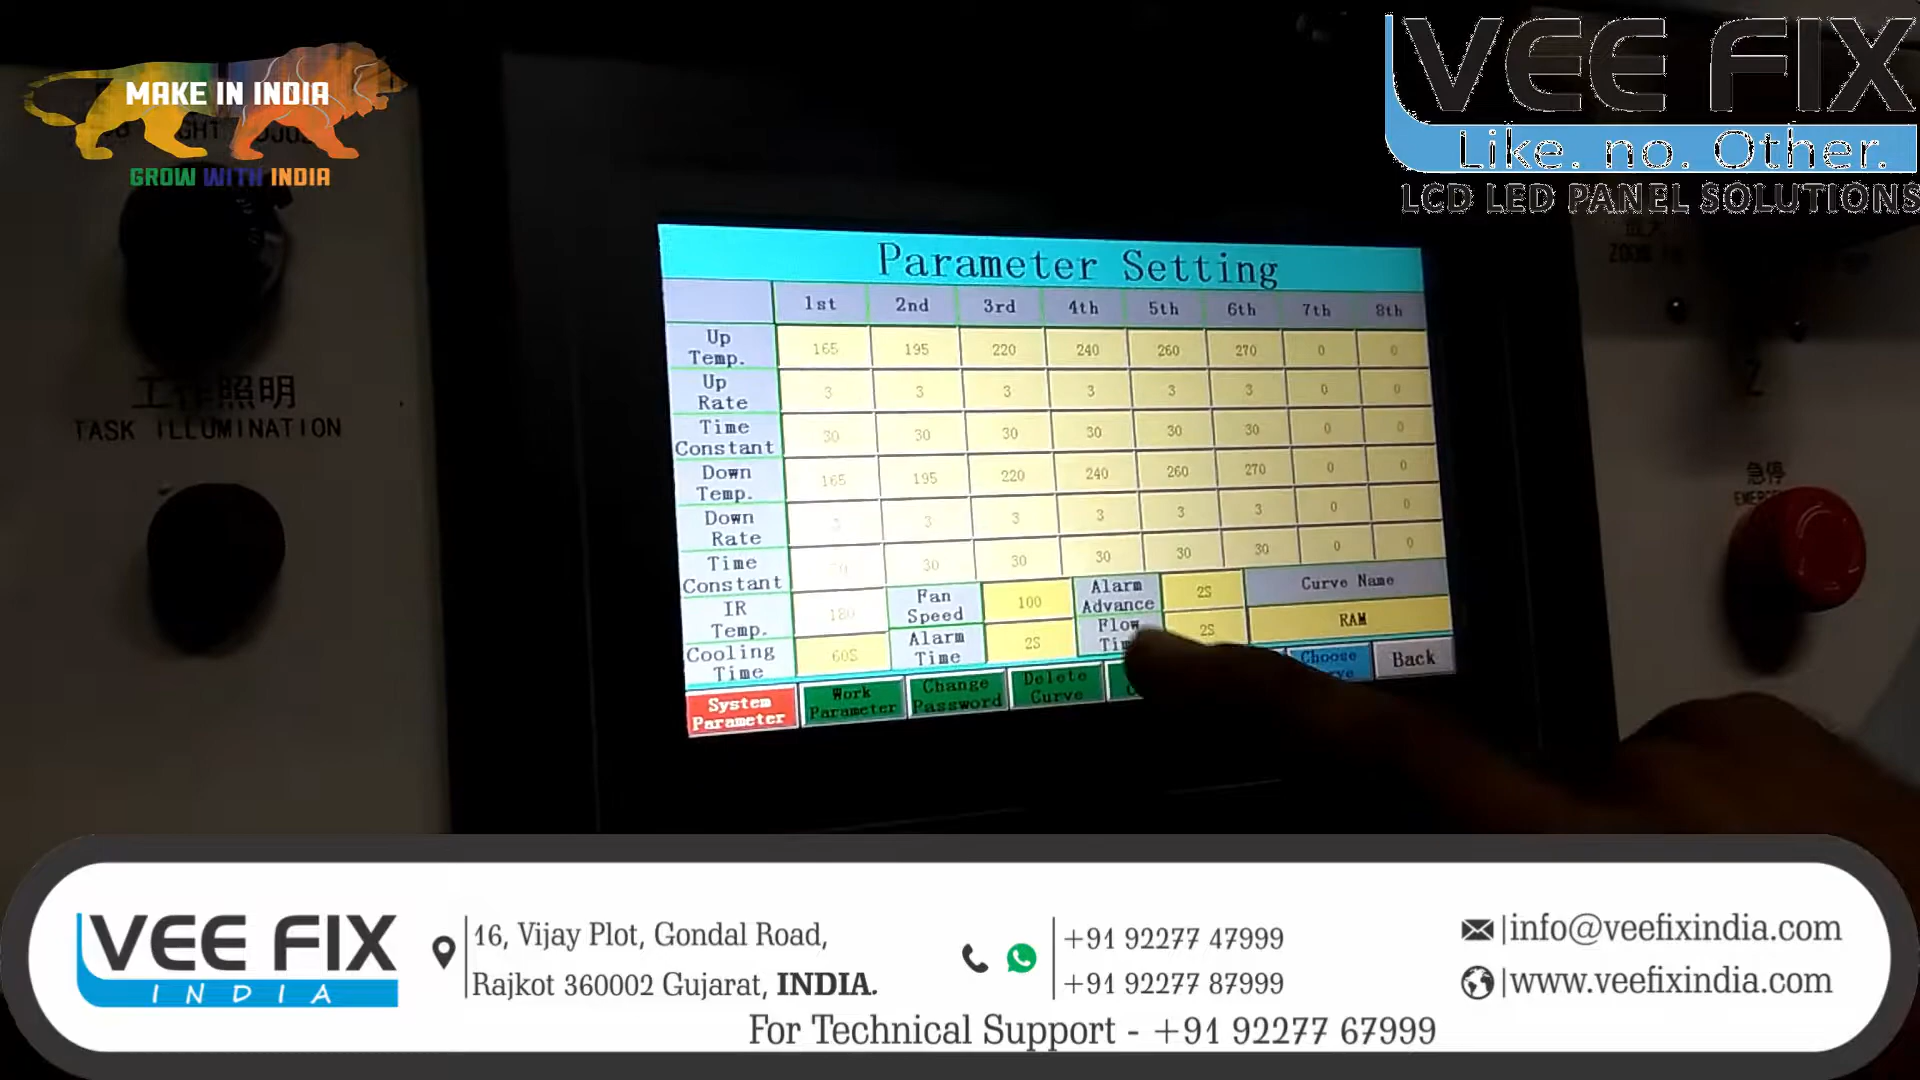 MAKE IN INDIA
GROW WITH INDIA
VEE FIX
Like. no. Other.
LCD LED PANEL SOLUTIONS
工作照明
TASK ILLUMINATION
急停
Parameter Setting
1st 2nd 3rd 4th 5th 6th 7th 8th
Up Temp. 165 195 220 240 260 270 0 0
Up Rate 3 3 3 3 3 3 0 0
Time Constant 30 30 30 30 30 30 0 0
Down Temp. 165 195 220 240 260 270 0 0
Down Rate 3 3 3 3 3 3 0 0
Time Constant 30 30 30 30 30 0 0
IR Temp. 180 Fan Speed 100 Alarm Advance 2S Curve Name
Cooling Time 60S Alarm Time 2S Flow 2S RAM
System Parameter Work Parameter Change Password Delete Curve Choose Back
VEE FIX
INDIA
16, Vijay Plot, Gondal Road,
Rajkot 360002 Gujarat, INDIA.
+91 92277 47999
+91 92277 87999
info@veefixindia.com
www.veefixindia.com
For Technical Support - +91 92277 67999